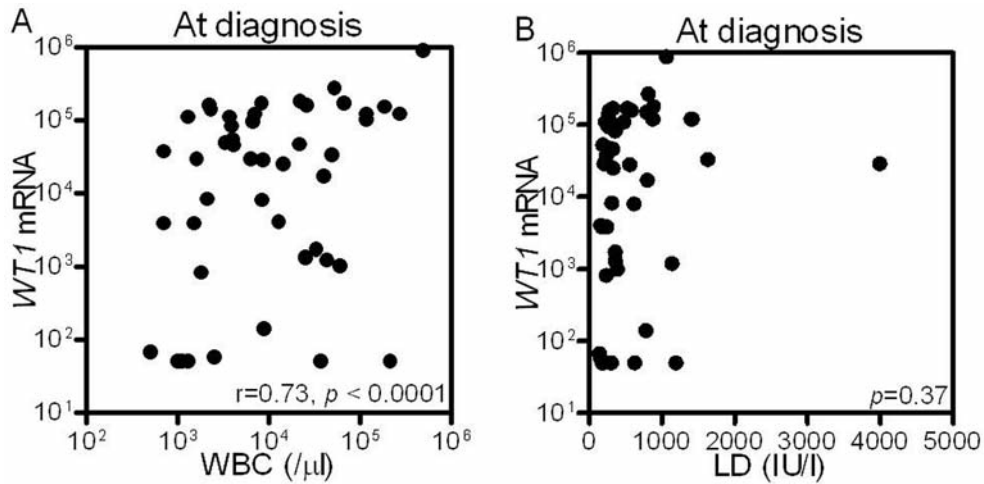 A
At diagnosis
WT1 mRNA
10⁶
10⁵
10⁴
10³
10²
10¹
r=0.73, p < 0.0001
10² 10³ 10⁴ 10⁵ 10⁶
WBC (/µl)
B
At diagnosis
WT1 mRNA
10⁶
10⁵
10⁴
10³
10²
10¹
p=0.37
0 1000 2000 3000 4000 5000
LD (IU/l)